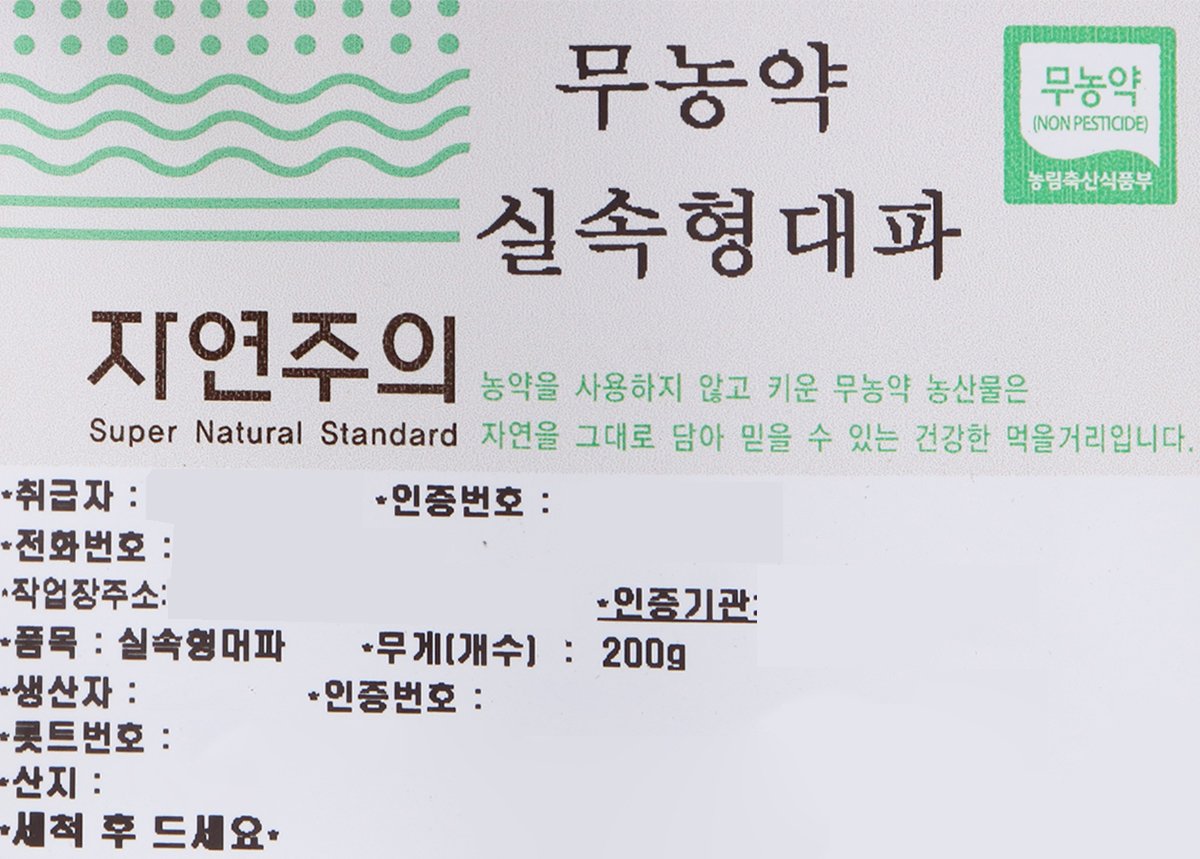 무농약
무농약
(NON PESTICIDE)
농림축산식품부
실속형대파
자연주의
Super Natural Standard
농약을 사용하지 않고 키운 무농약 농산물은
자연을 그대로 담아 믿을 수 있는 건강한 먹을거리입니다.
*취급자 : *인증번호 :
*전화번호 :
*작업장주소:
*인증기관:
*품목 : 실속형대파 *무게(개수) : 200g
*생산자 : *인증번호 :
*롯트번호 :
*산지 :
*세척 후 드세요*